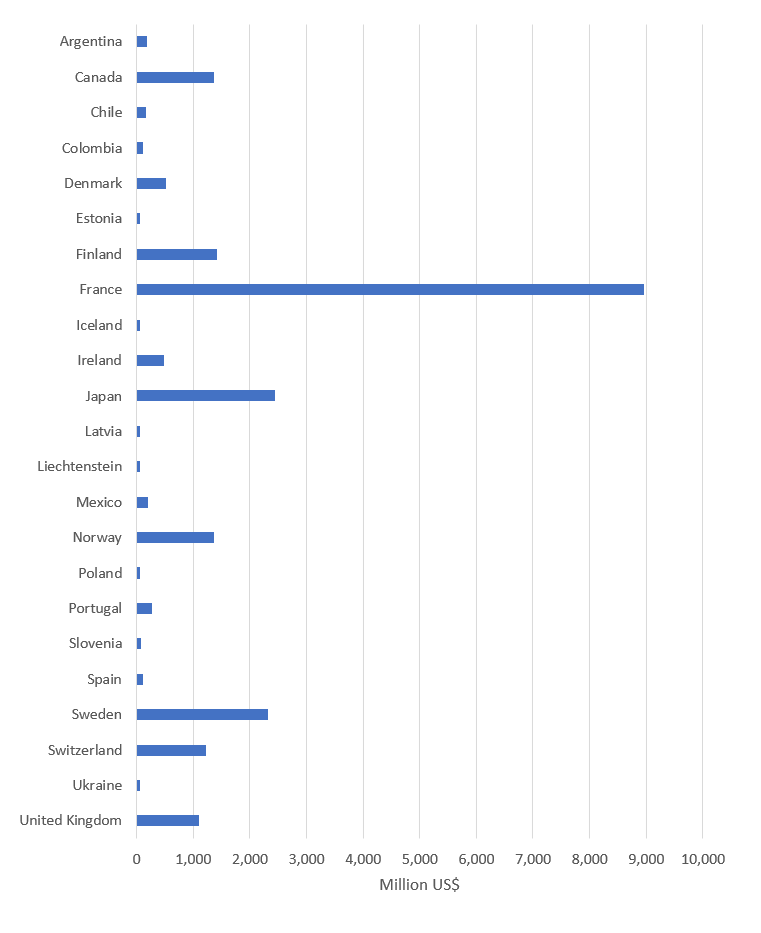 Argentina
Canada
Chile
Colombia
Denmark
Estonia
Finland
France
Iceland
Ireland
Japan
Latvia
Liechtenstein
Mexico
Norway
Poland
Portugal
Slovenia
Spain
Sweden
Switzerland
Ukraine
United Kingdom
0 1,000 2,000 3,000 4,000 5,000 6,000 7,000 8,000 9,000 10,000
Million US$